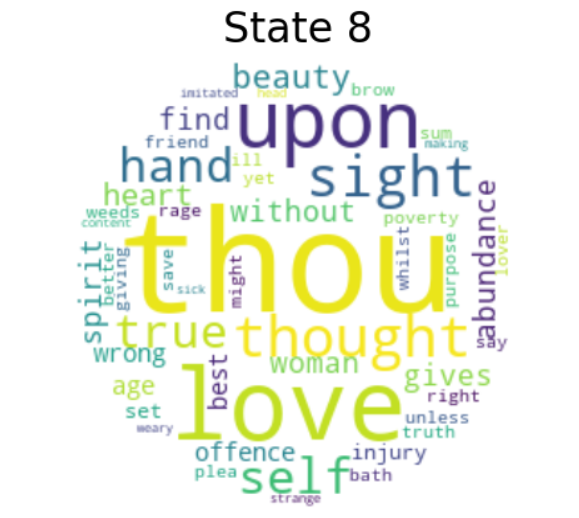 State 8
beauty
imitated
head
brow
find
upon
sum
making
friend
hand
ill
sight
yet
heart
weeds
rage
without
poverty
content
thou
abundance
lover
spirit
better
giving
save
sick
might
whilst
purpose
true
thought
say
wrong
woman
best
love
gives
age
right
set
unless
weary
truth
offence
injury
plea
self
bath
strange